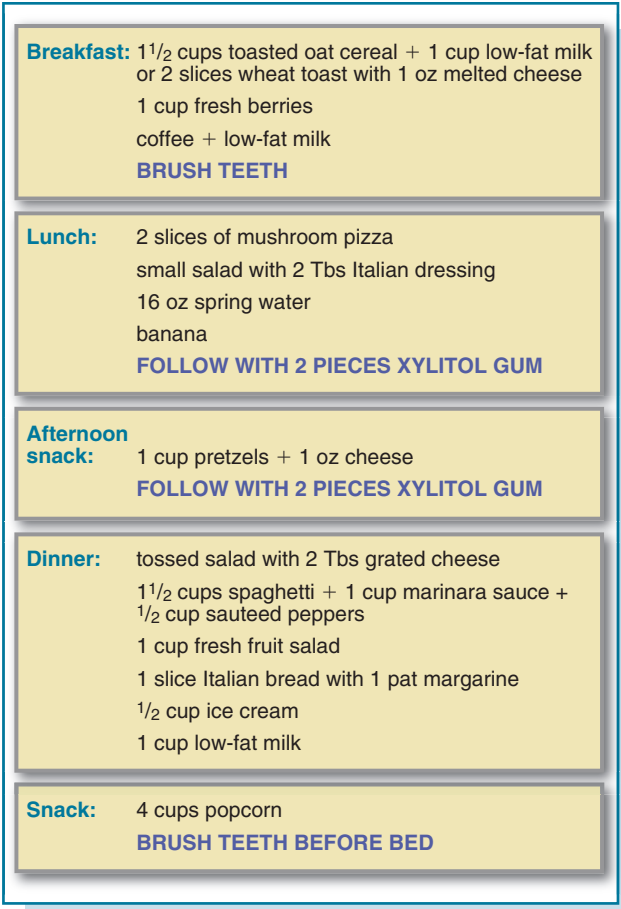 Breakfast: 1 1/2 cups toasted oat cereal + 1 cup low-fat milk
or 2 slices wheat toast with 1 oz melted cheese
1 cup fresh berries
coffee + low-fat milk
BRUSH TEETH
Lunch: 2 slices of mushroom pizza
small salad with 2 Tbs Italian dressing
16 oz spring water
banana
FOLLOW WITH 2 PIECES XYLITOL GUM
Afternoon
snack: 1 cup pretzels + 1 oz cheese
FOLLOW WITH 2 PIECES XYLITOL GUM
Dinner: tossed salad with 2 Tbs grated cheese
1 1/2 cups spaghetti + 1 cup marinara sauce +
1/2 cup sauteed peppers
1 cup fresh fruit salad
1 slice Italian bread with 1 pat margarine
1/2 cup ice cream
1 cup low-fat milk
Snack: 4 cups popcorn
BRUSH TEETH BEFORE BED